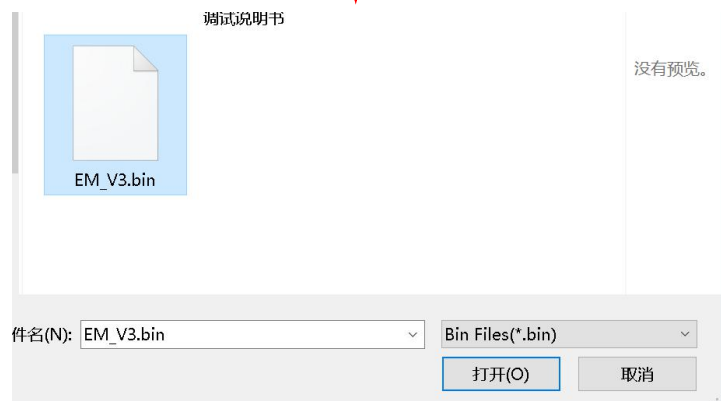 调试说明书
没有预览。
EM_V3.bin
件名(N): EM_V3.bin Bin Files(*.bin)
打开(O) 取消